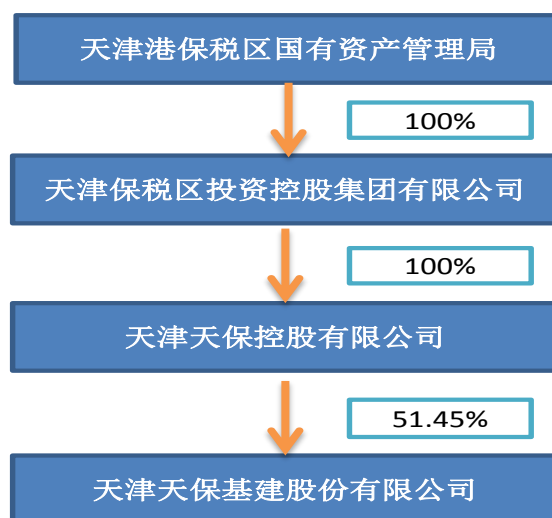 天津港保税区国有资产管理局
100%
天津保税区投资控股集团有限公司
100%
天津天保控股有限公司
51.45%
天津天保基建股份有限公司